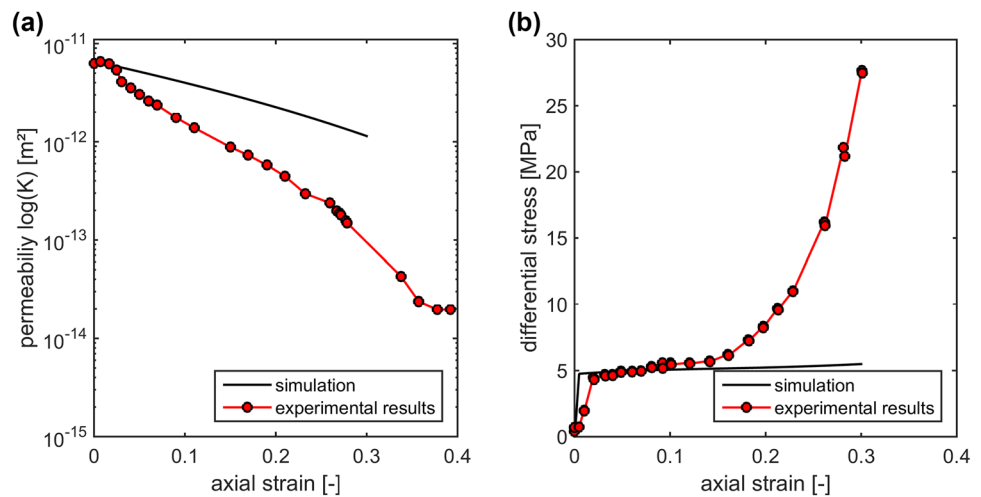 (a)
permeabiliy log(K) [m²]
10⁻¹¹
10⁻¹²
10⁻¹³
10⁻¹⁴
10⁻¹⁵
0 0.1 0.2 0.3 0.4
axial strain [-]
simulation
experimental results
(b)
differential stress [MPa]
30
25
20
15
10
5
0
0 0.1 0.2 0.3 0.4
axial strain [-]
simulation
experimental results